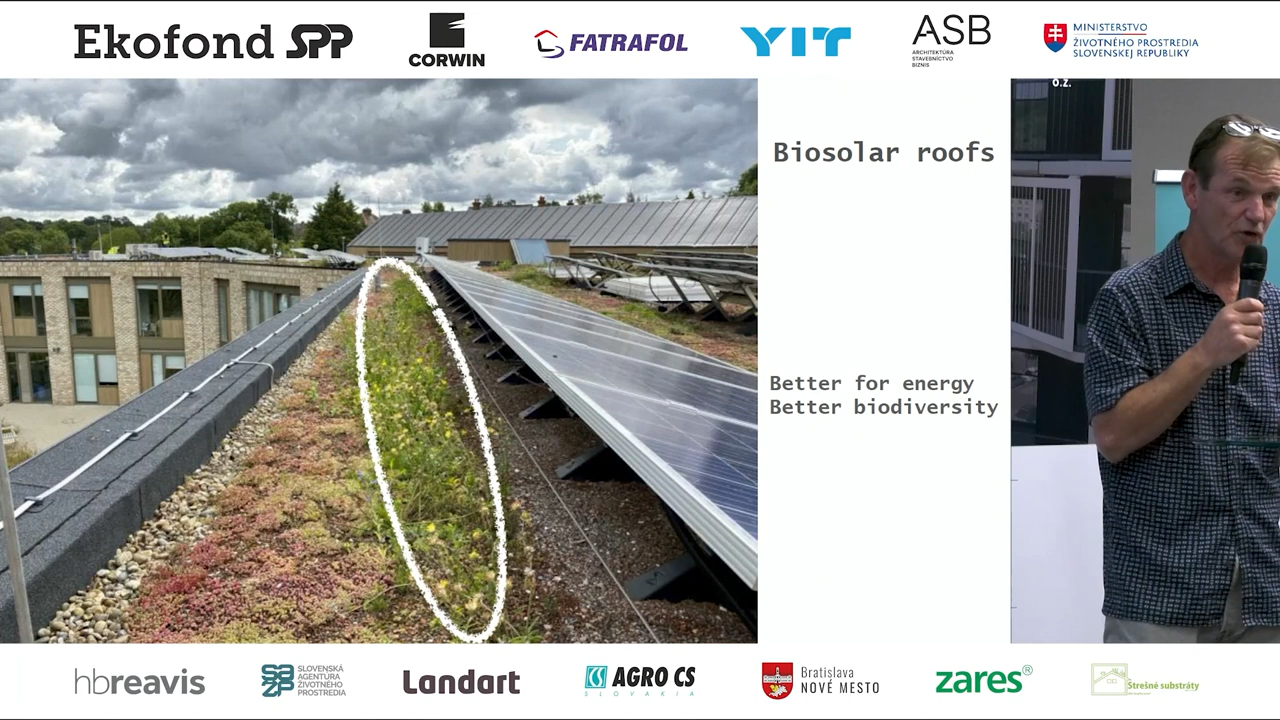 Ekofond SPP
CORWIN
FATRAFOL
YIT
ASB
ARCHITEKTÚRA
STAVEBNÍCTVO
BIZNIS
MINISTERSTVO
ŽIVOTNÉHO PROSTREDIA
SLOVENSKEJ REPUBLIKY
o.z.
Biosolar roofs
Better for energy
Better biodiversity
hbreavis
SLOVENSKÁ
AGENTÚRA
ŽIVOTNÉHO
PROSTREDIA
Landart
AGRO CS
SLOVAKIA
Bratislava
NOVÉ MESTO
zares®
Strešné substráty